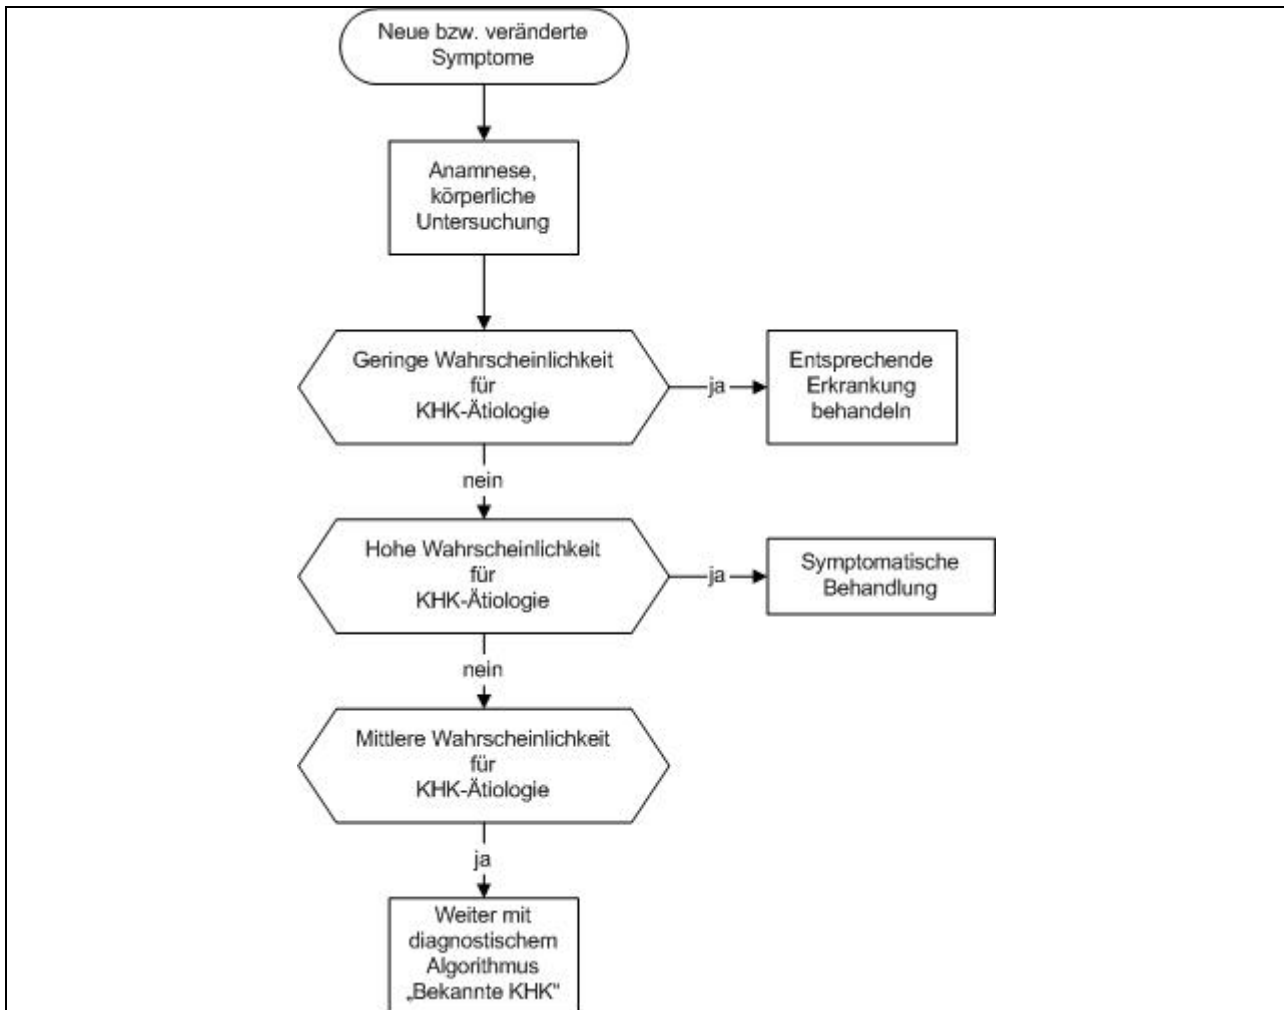 Neue bzw. veränderte
Symptome
Anamnese,
körperliche
Untersuchung
Geringe Wahrscheinlichkeit
für
KHK-Ätiologie
ja
Entsprechende
Erkrankung
behandeln
nein
Hohe Wahrscheinlichkeit
für
KHK-Ätiologie
ja
Symptomatische
Behandlung
nein
Mittlere Wahrscheinlichkeit
für
KHK-Ätiologie
ja
Weiter mit
diagnostischem
Algorithmus
„Bekannte KHK"